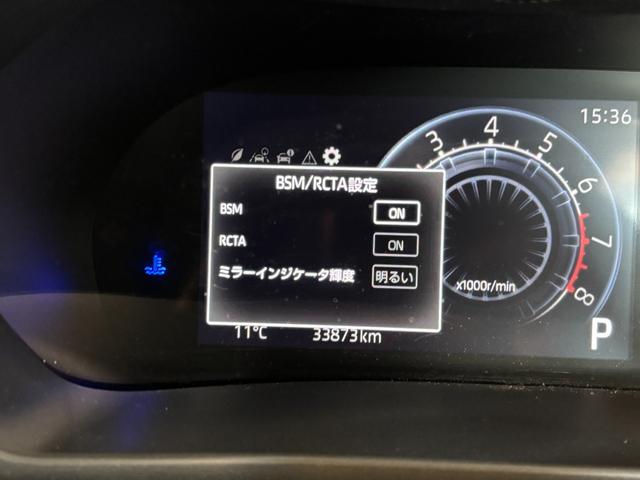 15:36
3 4 5 6 7 8
BSM/RCTA設定
BSM ON
RCTA ON
ミラーインジケータ輝度 明るい
x1000r/min
11℃ 33873km
P